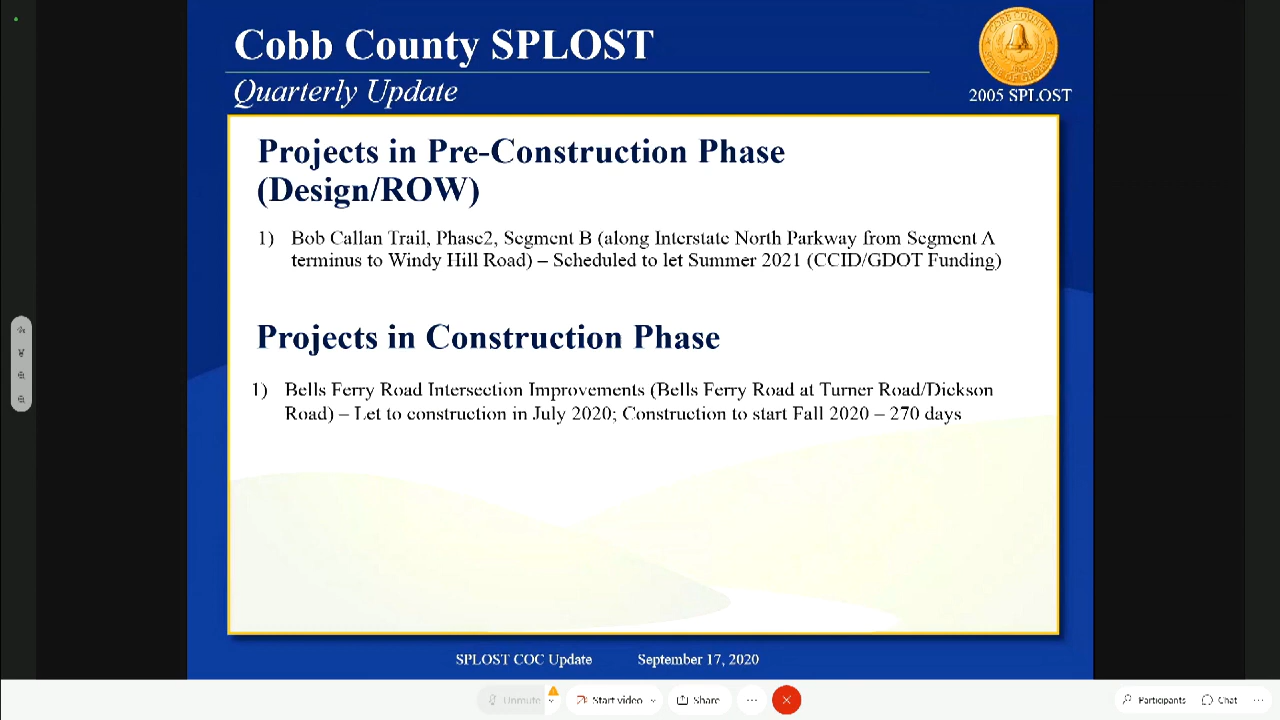 Cobb County SPLOST
Quarterly Update
2005 SPLOST
Projects in Pre-Construction Phase
(Design/ROW)
1) Bob Callan Trail, Phase2, Segment B (along Interstate North Parkway from Segment A
terminus to Windy Hill Road) – Scheduled to let Summer 2021 (CCID/GDOT Funding)
Projects in Construction Phase
1) Bells Ferry Road Intersection Improvements (Bells Ferry Road at Turner Road/Dickson
Road) – Let to construction in July 2020; Construction to start Fall 2020 – 270 days
SPLOST COC Update September 17, 2020
Unmute Start video Share Participants Chat